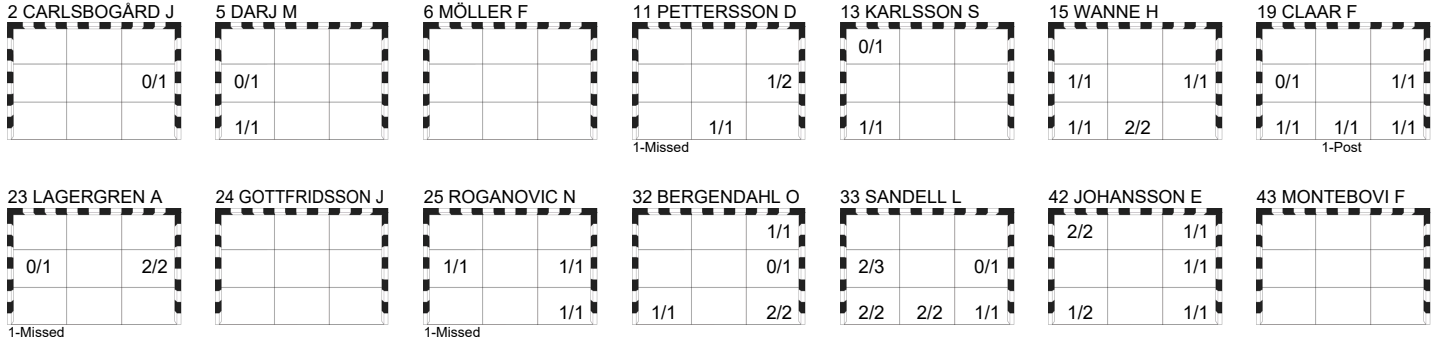 2 CARLSBOGÅRD J 5 DARJ M 6 MÖLLER F 11 PETTERSSON D 13 KARLSSON S 15 WANNE H 19 CLAAR F
0/1
0/1 0/1 1/2 1/1 1/1 0/1 1/1
1/1 1/1 1/1 1/1 2/2 1/1 1/1 1/1
1-Missed 1-Post
23 LAGERGREN A 24 GOTTFRIDSSON J 25 ROGANOVIC N 32 BERGENDAHL O 33 SANDELL L 42 JOHANSSON E 43 MONTEBOVI F
1/1 2/2 1/1
0/1 2/2 1/1 1/1 0/1 2/3 0/1 1/1
1/1 1/1 2/2 2/2 2/2 1/1 1/2 1/1
1-Missed 1-Missed